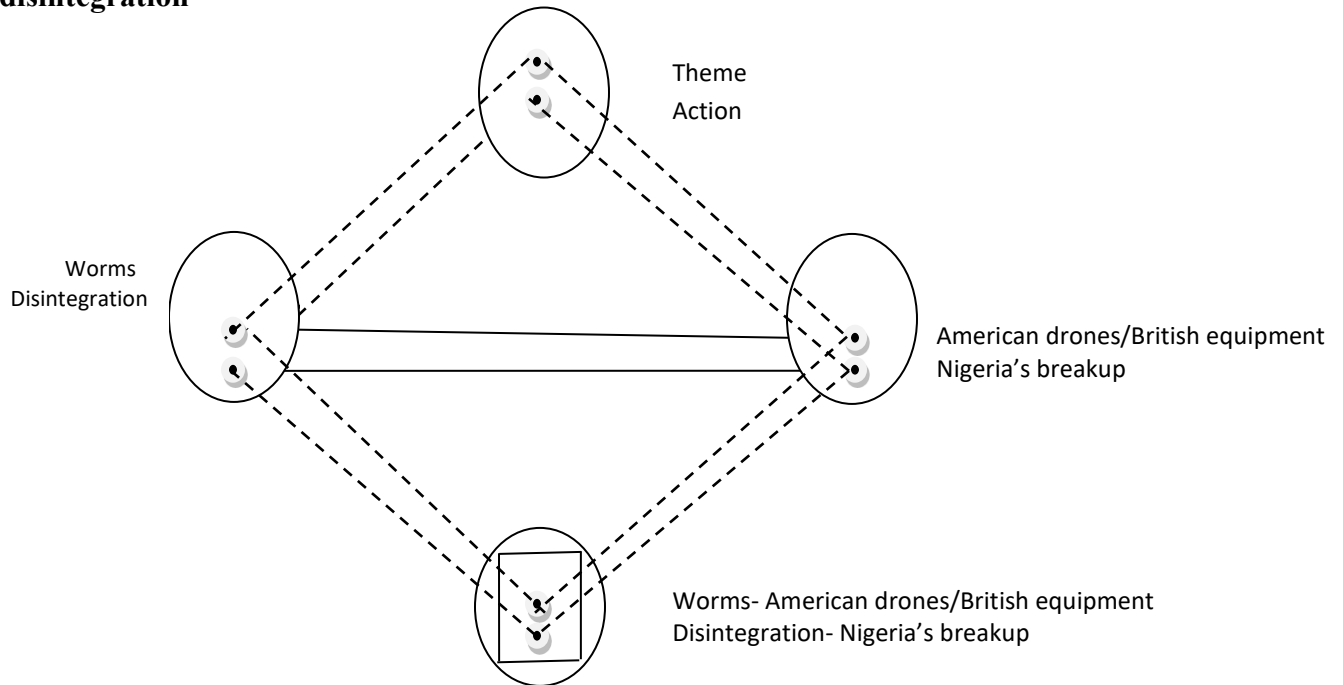 disintegration
Theme
Action
Worms
Disintegration
American drones/British equipment
Nigeria’s breakup
Worms- American drones/British equipment
Disintegration- Nigeria’s breakup